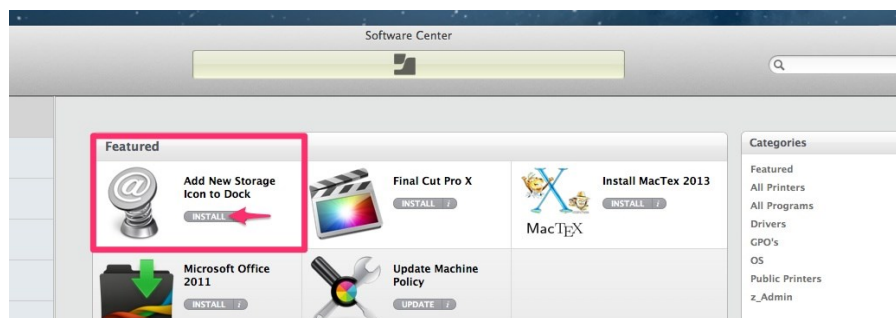 Software Center
Featured
Add New Storage
Icon to Dock
INSTALL
Final Cut Pro X
INSTALL i
Install MacTex 2013
INSTALL i
MacTEX
Microsoft Office
2011
INSTALL i
Update Machine
Policy
UPDATE i
Categories
Featured
All Printers
All Programs
Drivers
GPO's
OS
Public Printers
z_Admin